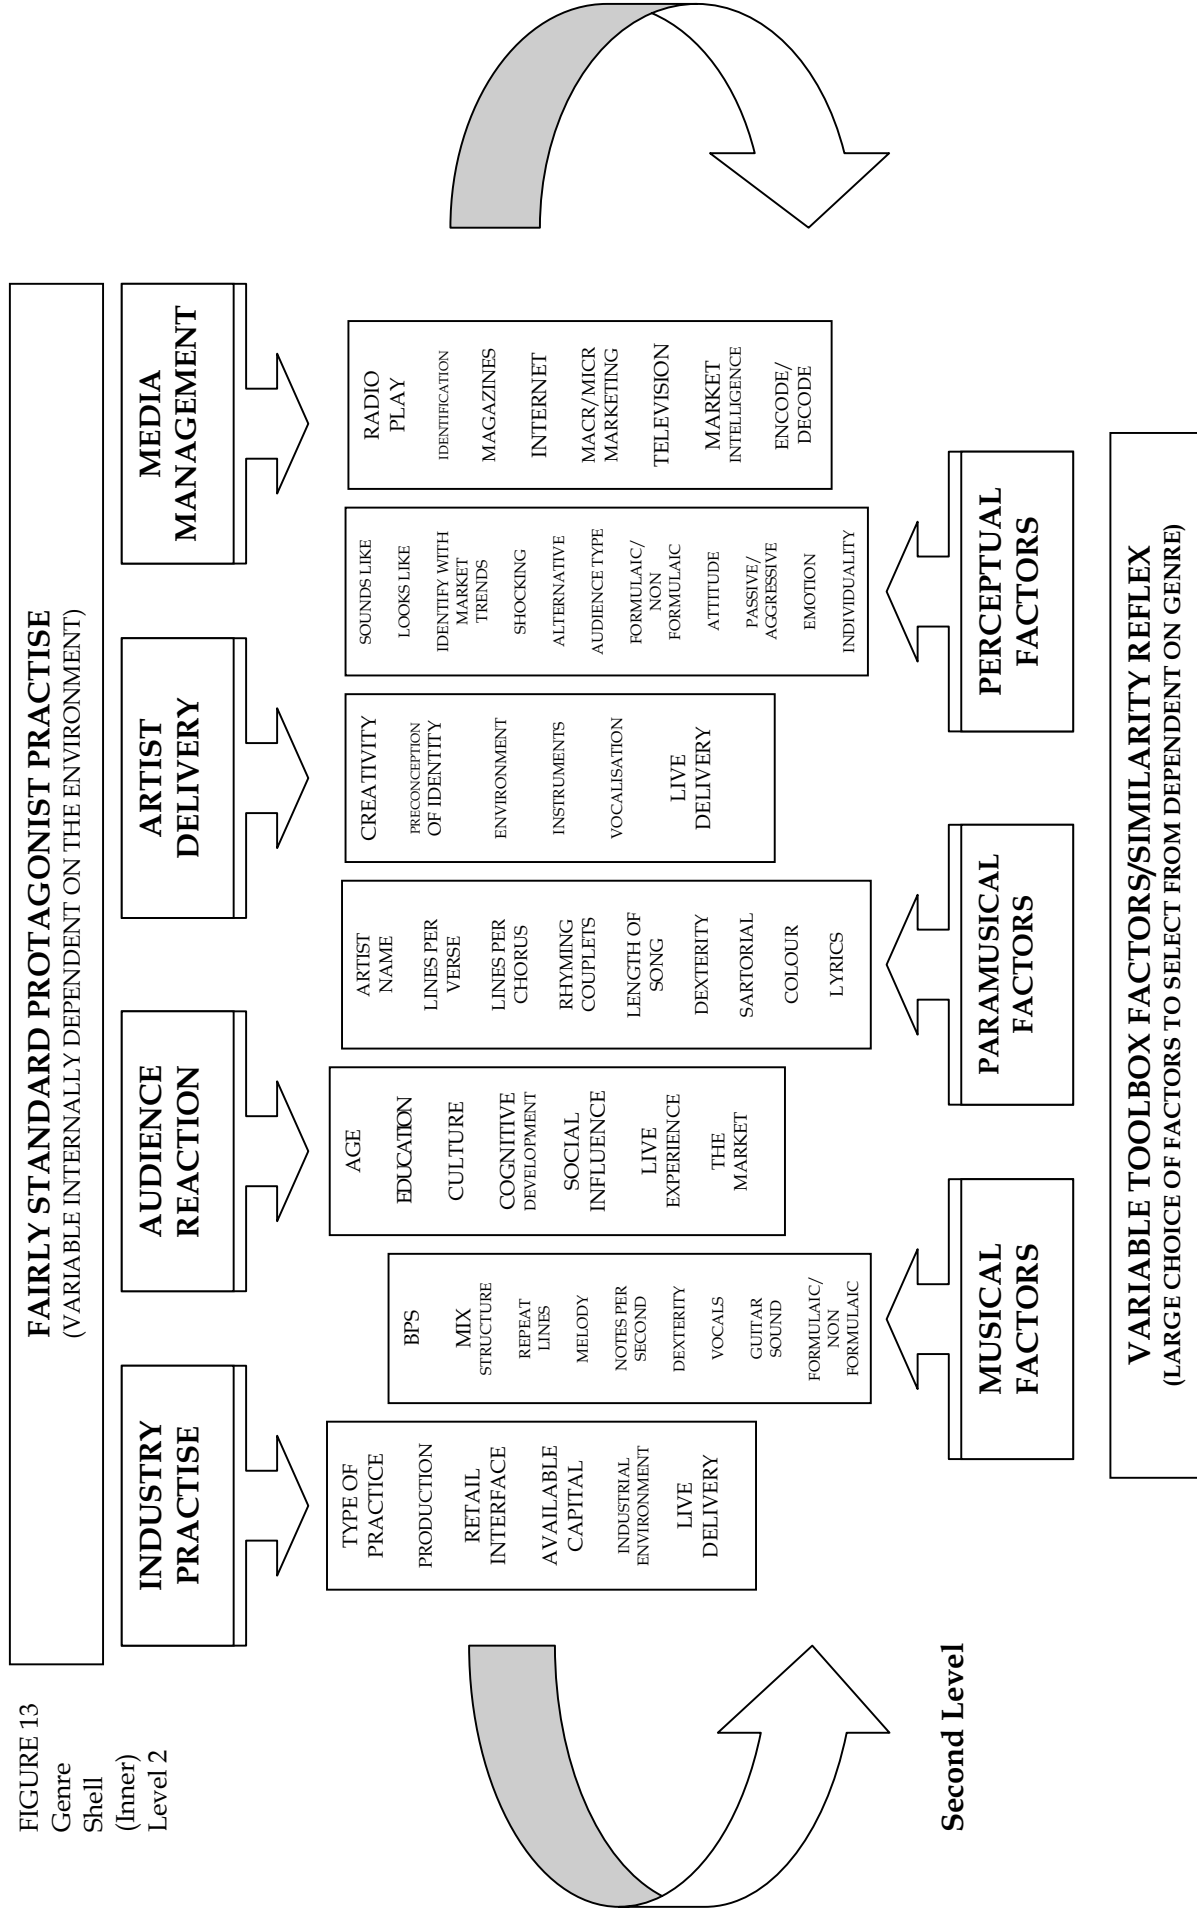 FIGURE 13
Genre
Shell
(Inner)
Level 2
FAIRLY STANDARD PROTAGONIST PRACTISE
(VARIABLE INTERNALLY DEPENDENT ON THE ENVIRONMENT)
INDUSTRY
PRACTISE
AUDIENCE
REACTION
ARTIST
DELIVERY
MEDIA
MANAGEMENT
TYPE OF
PRACTICE
PRODUCTION
RETAIL
INTERFACE
AVAILABLE
CAPITAL
INDUSTRIAL
ENVIRONMENT
LIVE
DELIVERY
BPS
MIX
STRUCTURE
REPEAT
LINES
MELODY
NOTES PER
SECOND
DEXTERITY
VOCALS
GUITAR
SOUND
FORMULAIC/
NON
FORMULAIC
AGE
EDUCATION
CULTURE
COGNITIVE
DEVELOPMENT
SOCIAL
INFLUENCE
LIVE
EXPERIENCE
THE
MARKET
ARTIST
NAME
LINES PER
VERSE
LINES PER
CHORUS
RHYMING
COUPLETS
LENGTH OF
SONG
DEXTERITY
SARTORIAL
COLOUR
LYRICS
CREATIVITY
PRECONCEPTION
OF IDENTITY
ENVIRONMENT
INSTRUMENTS
VOCALISATION
LIVE
DELIVERY
SOUNDS LIKE
LOOKS LIKE
IDENTIFY WITH
MARKET
TRENDS
SHOCKING
ALTERNATIVE
AUDIENCE TYPE
FORMULAIC/
NON
FORMULAIC
ATTITUDE
PASSIVE/
AGGRESSIVE
EMOTION
INDIVIDUALITY
RADIO
PLAY
IDENTIFICATION
MAGAZINES
INTERNET
MACR/MICR
MARKETING
TELEVISION
MARKET
INTELLIGENCE
ENCODE/
DECODE
Second Level
MUSICAL
FACTORS
PARAMUSICAL
FACTORS
PERCEPTUAL
FACTORS
VARIABLE TOOLBOX FACTORS/SIMILARITY REFLEX
(LARGE CHOICE OF FACTORS TO SELECT FROM DEPENDENT ON GENRE)